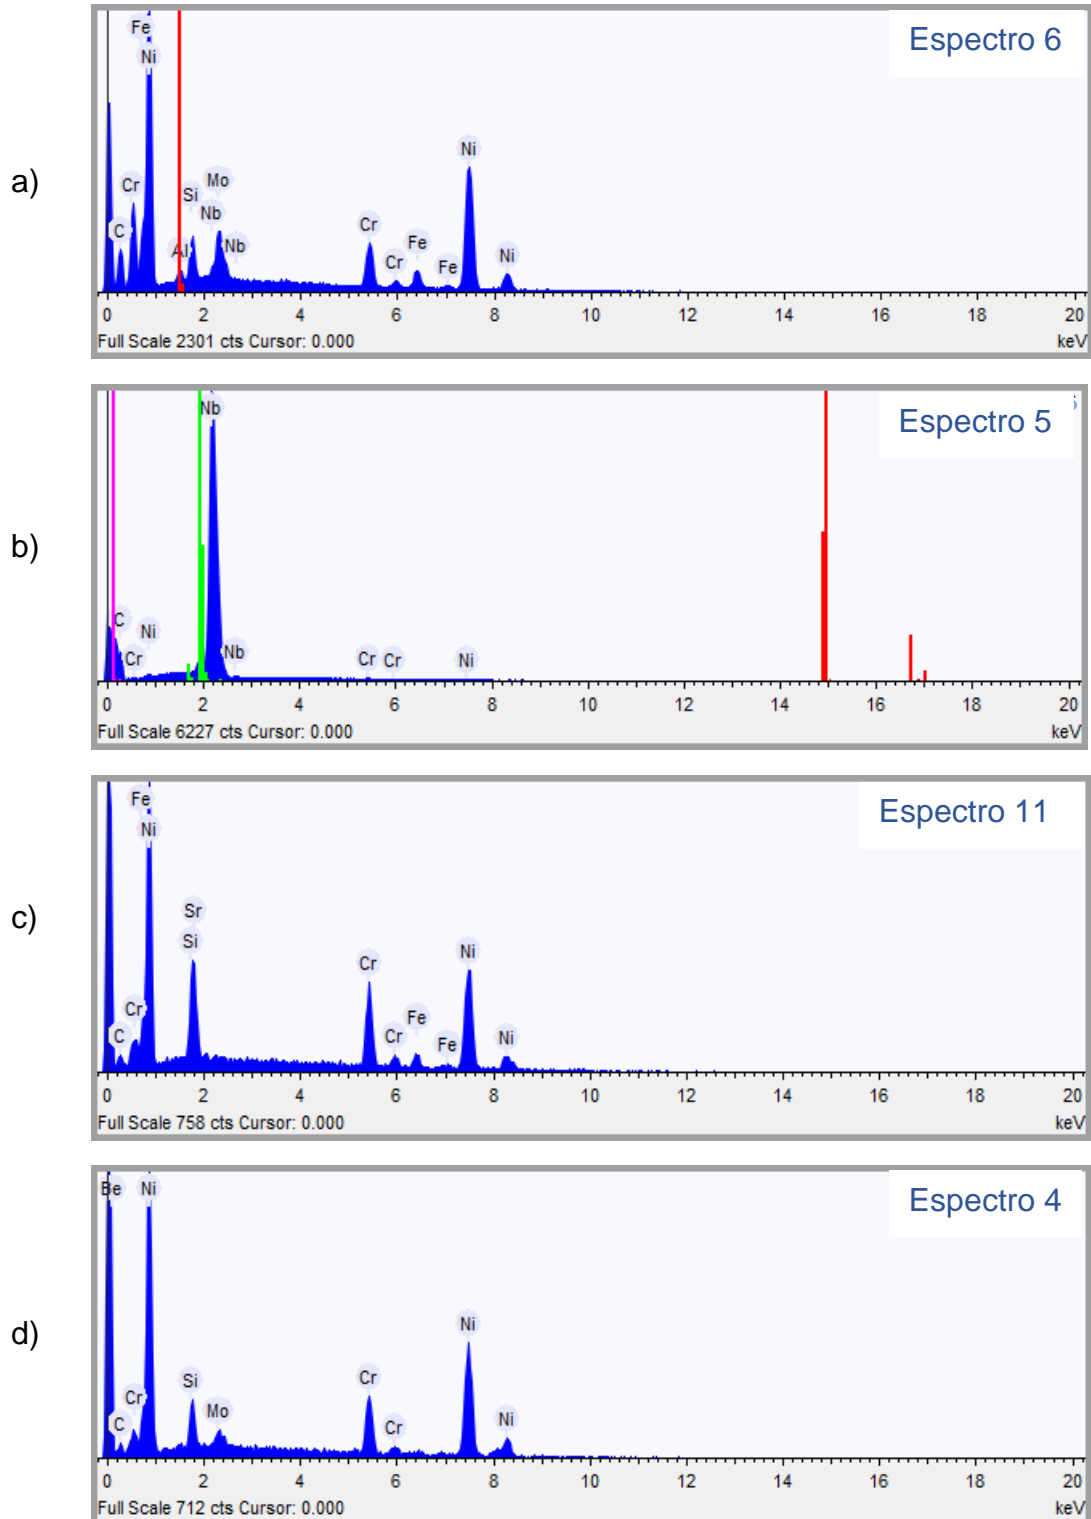 a)
Espectro 6
Fe
Ni
Cr
C
Al
Si
Nb
Mo
Nb
Cr
Cr
Fe
Fe
Ni
Ni
0 2 4 6 8 10 12 14 16 18 20
Full Scale 2301 cts Cursor: 0.000 keV
b)
Espectro 5
Nb
C
Cr
Ni
Nb
Cr
Cr
Ni
0 2 4 6 8 10 12 14 16 18 20
Full Scale 6227 cts Cursor: 0.000 keV
c)
Espectro 11
Fe
Ni
Cr
C
Sr
Si
Cr
Cr
Fe
Fe
Ni
Ni
0 2 4 6 8 10 12 14 16 18 20
Full Scale 758 cts Cursor: 0.000 keV
d)
Espectro 4
Be
Ni
Cr
C
Si
Mo
Cr
Cr
Ni
Ni
0 2 4 6 8 10 12 14 16 18 20
Full Scale 712 cts Cursor: 0.000 keV